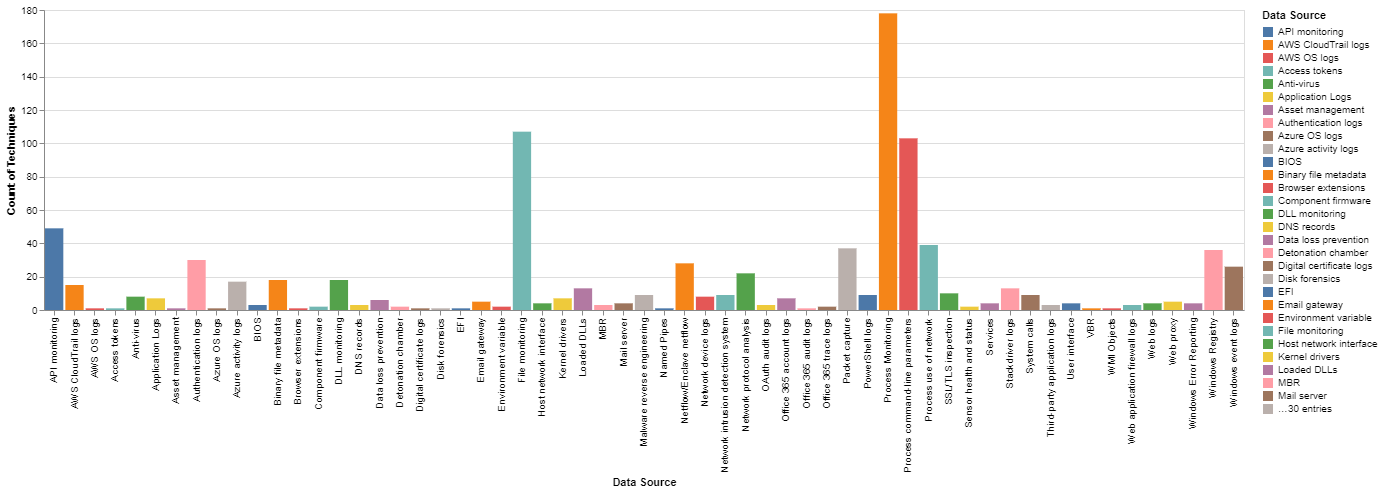 180
160
140
120
100
80
60
40
20
0
Count of Techniques
API monitoring
AWS CloudTrail logs
AWS OS logs
Access tokens
Anti-virus
Application Logs
Asset management
Authentication logs
Azure OS logs
Azure activity logs
BIOS
Binary file metadata
Browser extensions
Component firmware
DLL monitoring
DNS records
Data loss prevention
Detonation chamber
Digital certificate logs
Disk forensics
EFI
Email gateway
Environment variable
File monitoring
Host network interface
Kernel drivers
Loaded DLLs
MBR
Mail server
Malware reverse engineering
Named Pipes
Netflow/Enclave netflow
Network device logs
Network intrusion detection system
Network protocol analysis
OAuth audit logs
Office 365 account logs
Office 365 audit logs
Office 365 trace logs
Packet capture
PowerShell logs
Process Monitoring
Process command-line parameters
Process use of network
SSL/TLS inspection
Sensor health and status
Services
Stackdriver logs
System calls
Third-party application logs
User interface
VBR
WMI Objects
Web application firewall logs
Web logs
Web proxy
Windows Error Reporting
Windows Registry
Windows event logs
Data Source
Data Source
API monitoring
AWS CloudTrail logs
AWS OS logs
Access tokens
Anti-virus
Application Logs
Asset management
Authentication logs
Azure OS logs
Azure activity logs
BIOS
Binary file metadata
Browser extensions
Component firmware
DLL monitoring
DNS records
Data loss prevention
Detonation chamber
Digital certificate logs
Disk forensics
EFI
Email gateway
Environment variable
File monitoring
Host network interface
Kernel drivers
Loaded DLLs
MBR
Mail server
…30 entries